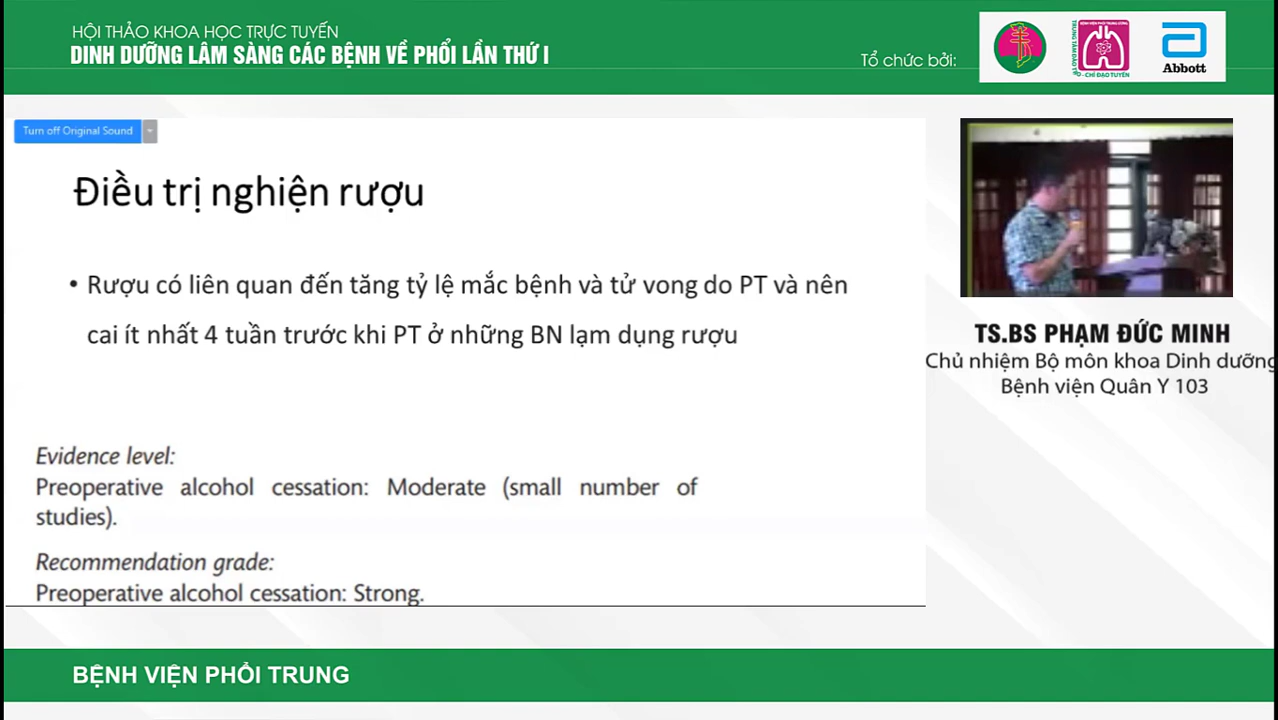 HỘI THẢO KHOA HỌC TRỰC TUYẾN
DINH DƯỠNG LÂM SÀNG CÁC BỆNH VỀ PHỔI LẦN THỨ I
Tổ chức bởi:
Abbott
Turn off Original Sound
Điều trị nghiện rượu
• Rượu có liên quan đến tăng tỷ lệ mắc bệnh và tử vong do PT và nên
cai ít nhất 4 tuần trước khi PT ở những BN lạm dụng rượu
Evidence level:
Preoperative alcohol cessation: Moderate (small number of
studies).
Recommendation grade:
Preoperative alcohol cessation: Strong.
TS.BS PHẠM ĐỨC MINH
Chủ nhiệm Bộ môn khoa Dinh dưỡng
Bệnh viện Quân Y 103
BỆNH VIỆN PHỔI TRUNG